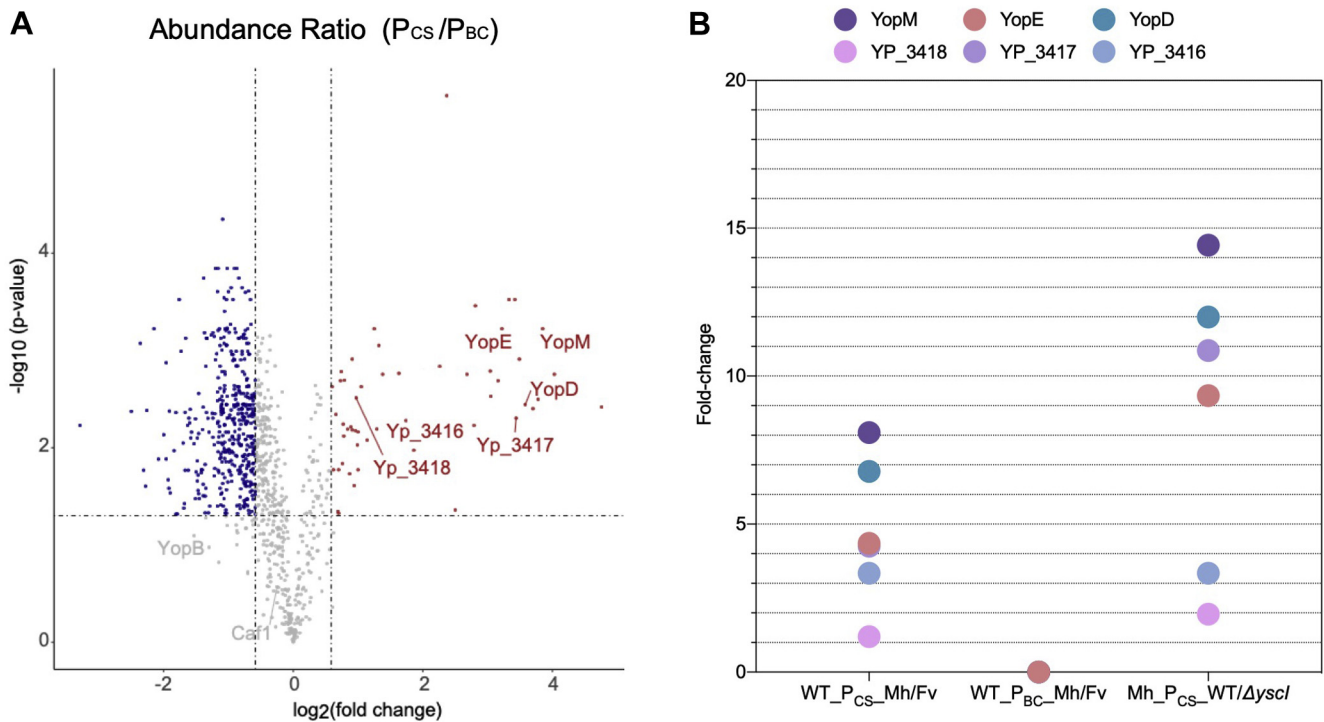 A
Abundance Ratio (PCS/PBC)
-log10 (p-value)
4
2
0
-2
0
2
4
log2(fold change)
YopE
YopM
YopD
Yp_3416
Yp_3417
Yp_3418
YopB
Caf1
B
YopM
YopE
YopD
YP_3418
YP_3417
YP_3416
Fold-change
20
15
10
5
0
WT_PCS_Mh/Fv
WT_PBC_Mh/Fv
Mh_PCS_WT/ΔyscI